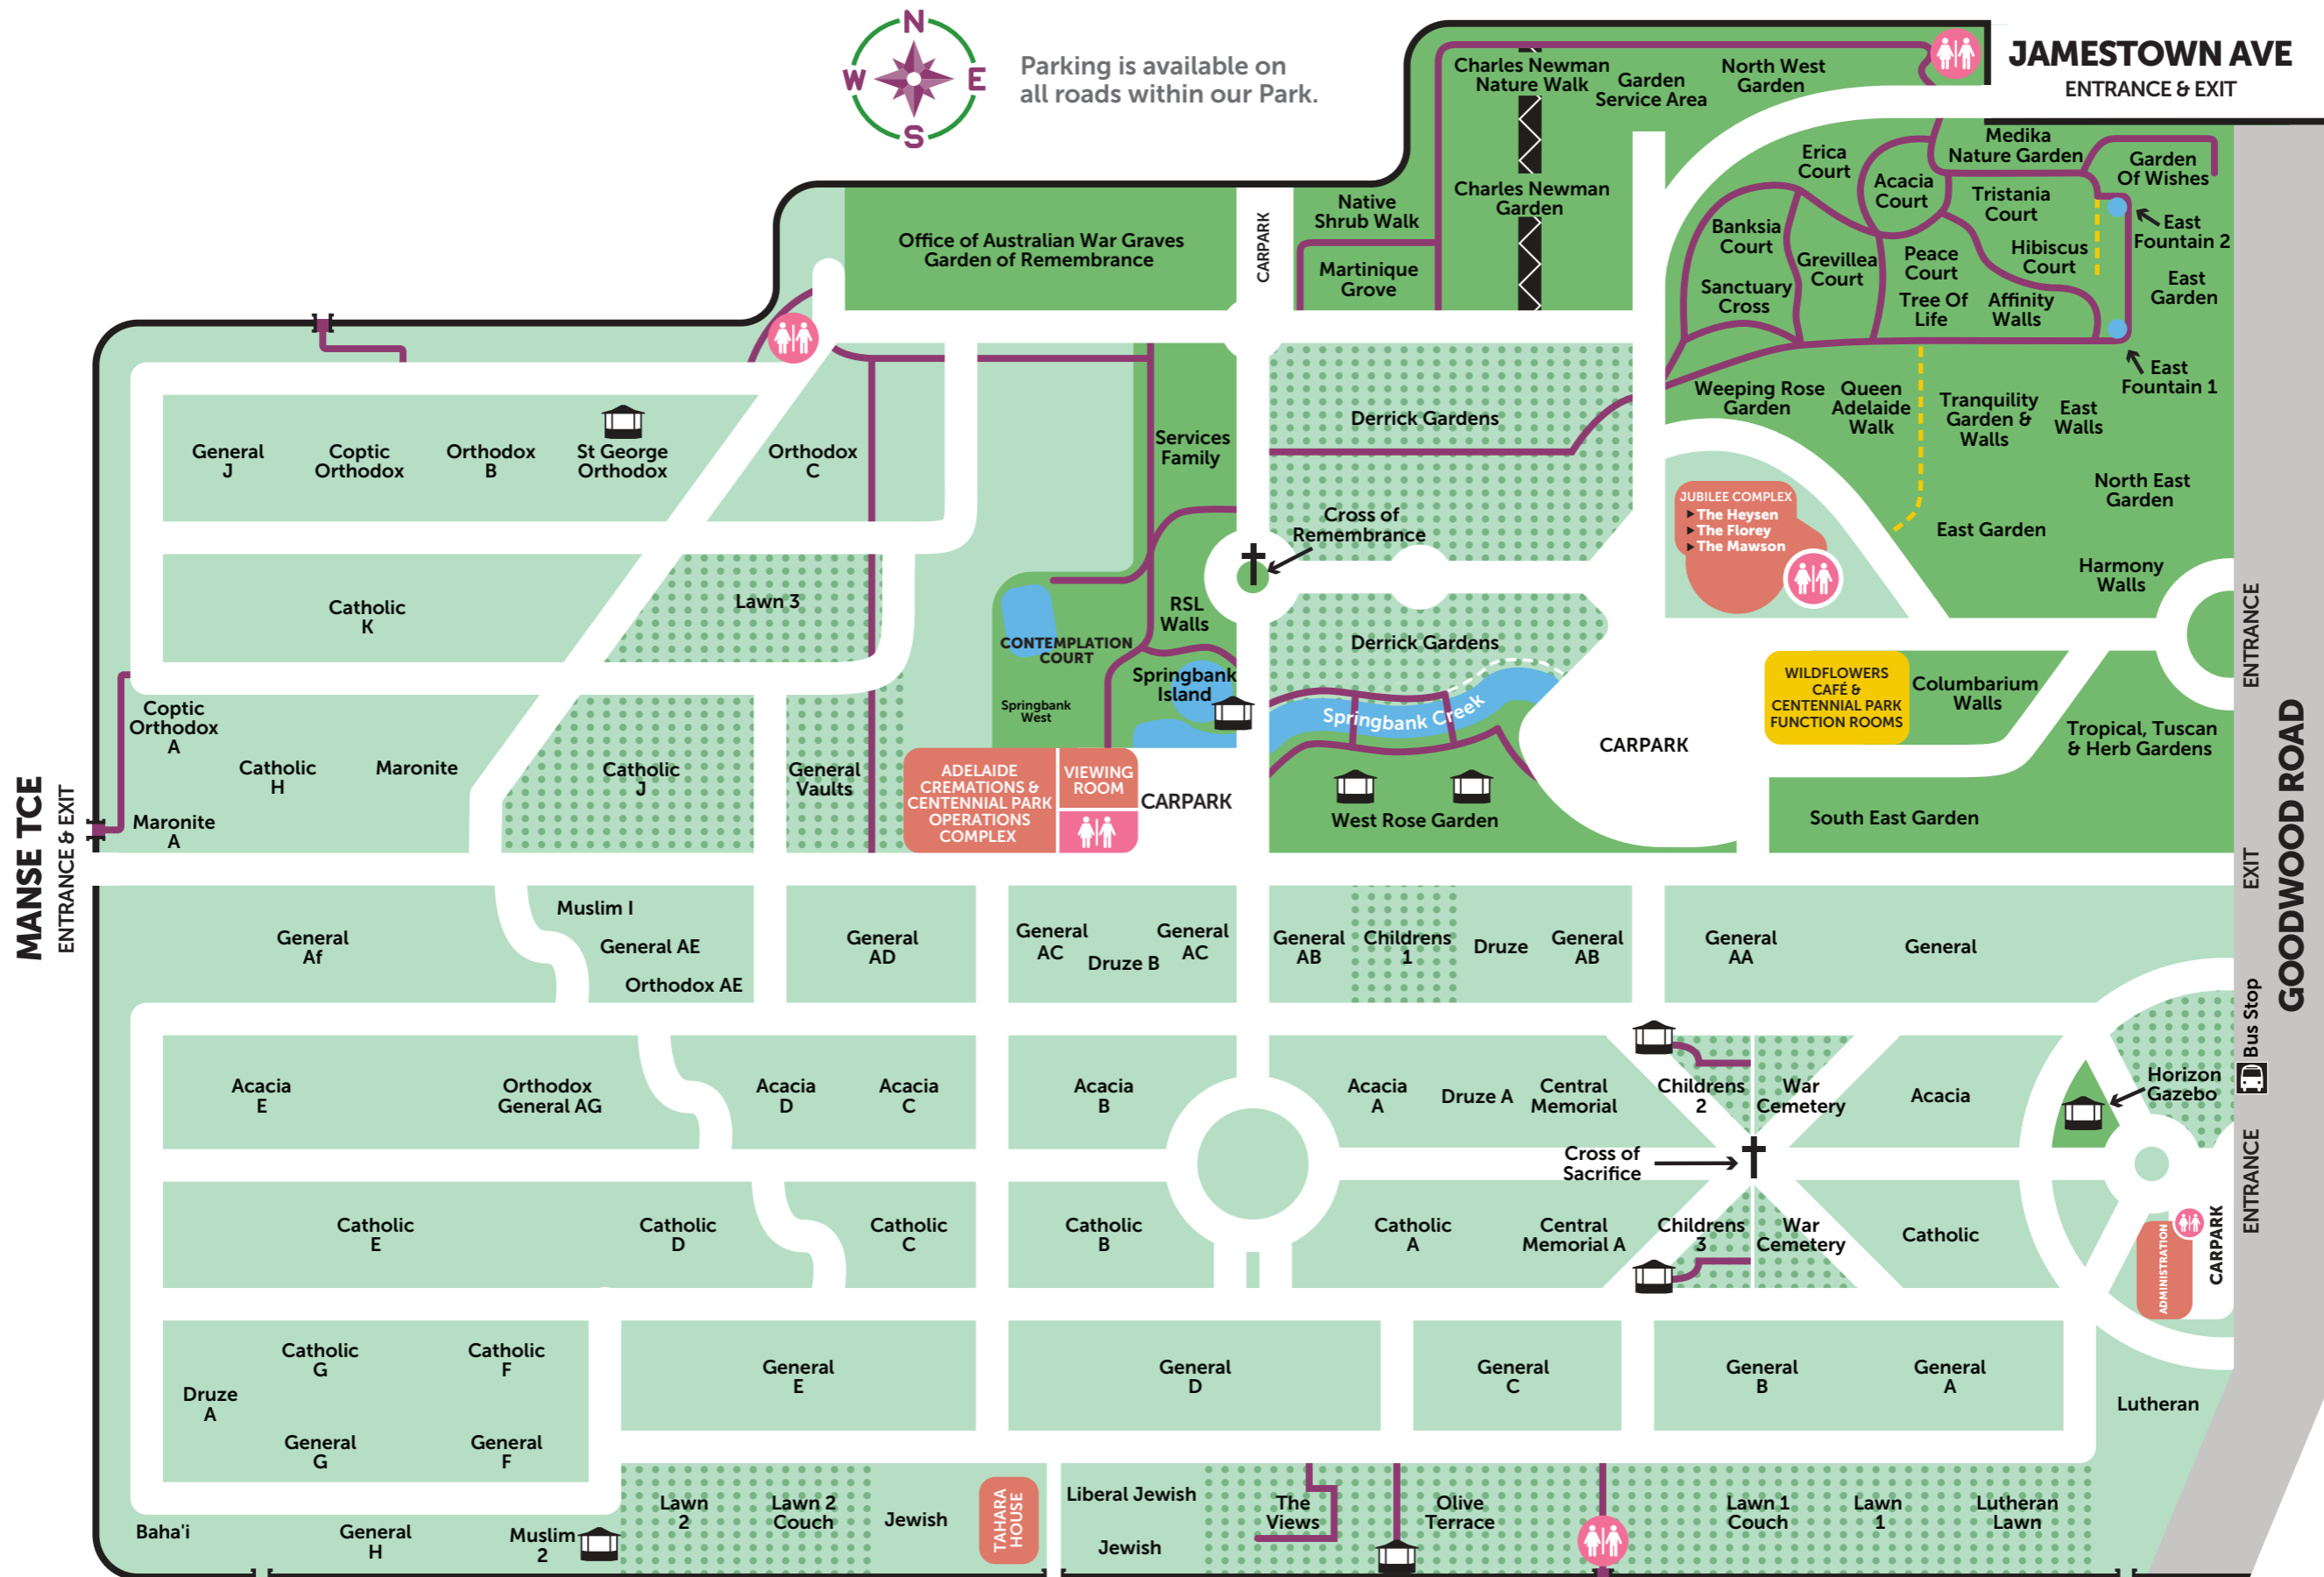 N
W
E
S
Parking is available on
all roads within our Park.
JAMESTOWN AVE
ENTRANCE & EXIT
Charles Newman
Nature Walk
Garden
Service Area
North West
Garden
Charles Newman
Garden
Native
Shrub Walk
Martinique
Grove
CARPARK
Office of Australian War Graves
Garden of Remembrance
Erica
Court
Acacia
Court
Medika
Nature Garden
Garden
Of Wishes
Tristania
Court
East
Fountain 2
Banksia
Court
Grevillea
Court
Peace
Court
Hibiscus
Court
East
Garden
Sanctuary
Cross
Tree Of
Life
Affinity
Walls
East
Fountain 1
Weeping Rose
Garden
Queen
Adelaide
Walk
Tranquility
Garden &
Walls
East
Walls
North East
Garden
East Garden
Harmony
Walls
JUBILEE COMPLEX
The Heysen
The Florey
The Mawson
General
J
Coptic
Orthodox
Orthodox
B
St George
Orthodox
Orthodox
C
Services
Family
Derrick Gardens
Cross of
Remembrance
Catholic
K
Lawn 3
RSL
Walls
CONTEMPLATION
COURT
Springbank
Island
Springbank
West
Derrick Gardens
Springbank Creek
WILDFLOWERS
CAFÉ &
CENTENNIAL PARK
FUNCTION ROOMS
Columbarium
Walls
Tropical, Tuscan
& Herb Gardens
ENTRANCE
Coptic
Orthodox
A
Catholic
H
Maronite
Maronite
A
Catholic
J
General
Vaults
ADELAIDE
CREMATIONS &
CENTENNIAL PARK
OPERATIONS
COMPLEX
VIEWING
ROOM
CARPARK
West Rose Garden
CARPARK
South East Garden
MANSE TCE
ENTRANCE & EXIT
EXIT
GOODWOOD ROAD
General
Af
Muslim I
General AE
Orthodox AE
General
AD
General
AC
Druze B
General
AC
General
AB
Childrens
1
Druze
General
AB
General
AA
General
Bus Stop
Acacia
E
Orthodox
General AG
Acacia
D
Acacia
C
Acacia
B
Acacia
A
Druze A
Central
Memorial
Childrens
2
War
Cemetery
Acacia
Horizon
Gazebo
Cross of
Sacrifice
ENTRANCE
Catholic
E
Catholic
D
Catholic
C
Catholic
B
Catholic
A
Central
Memorial A
Childrens
3
War
Cemetery
Catholic
ADMINISTRATION
CARPARK
Druze
A
Catholic
G
Catholic
F
General
G
General
F
General
E
General
D
General
C
General
B
General
A
Lutheran
Baha'i
General
H
Muslim
2
Lawn
2
Lawn 2
Couch
Jewish
TAHARA
HOUSE
Liberal Jewish
Jewish
The
Views
Olive
Terrace
Lawn 1
Couch
Lawn
1
Lutheran
Lawn